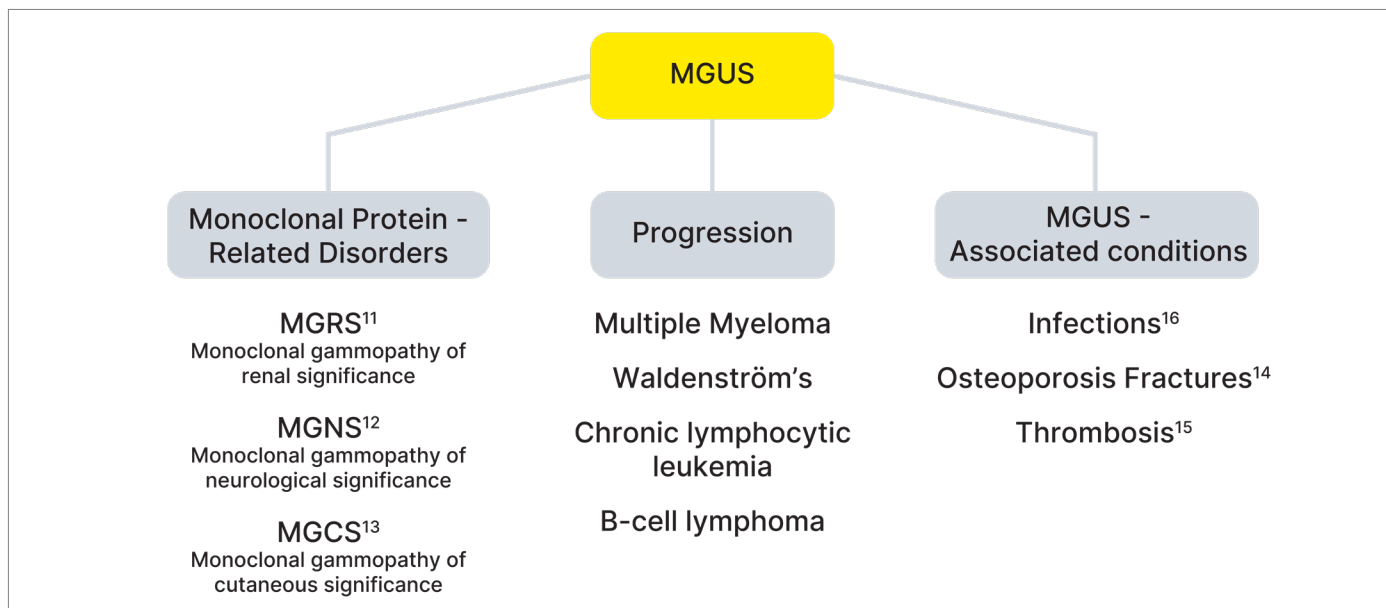 MGUS
Monoclonal Protein -
Related Disorders
MGRS¹¹
Monoclonal gammopathy of
renal significance
MGNS¹²
Monoclonal gammopathy of
neurological significance
MGCS¹³
Monoclonal gammopathy of
cutaneous significance
Progression
Multiple Myeloma
Waldenström’s
Chronic lymphocytic
leukemia
B-cell lymphoma
MGUS -
Associated conditions
Infections¹⁶
Osteoporosis Fractures¹⁴
Thrombosis¹⁵